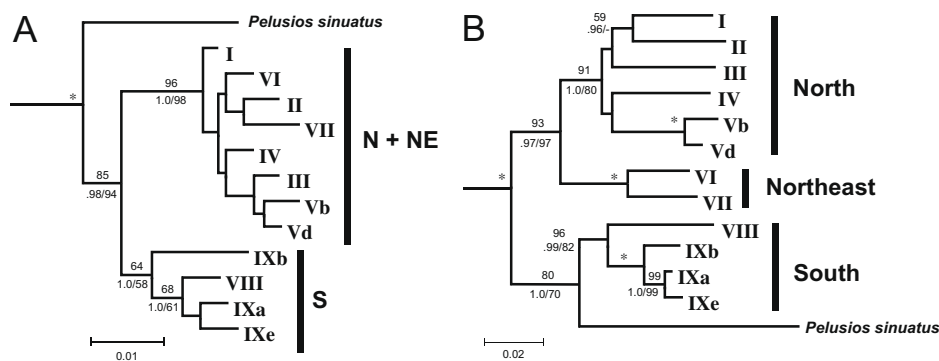 A
Pelusios sinuatus
I
96
VI
1.0/98
II
VII
*
N + NE
IV
85
III
.98/94
Vb
Vd
64
IXb
1.0/58
68
VIII
S
1.0/61
IXa
IXe
0.01
B
59
I
.96/-
II
91
III
North
1.0/80
IV
93
*
Vb
.97/97
Vd
*
*
VI
Northeast
VII
96
VIII
.99/82
IXb
*
80
99
IXa
South
1.0/70
1.0/99
IXe
Pelusios sinuatus
0.02